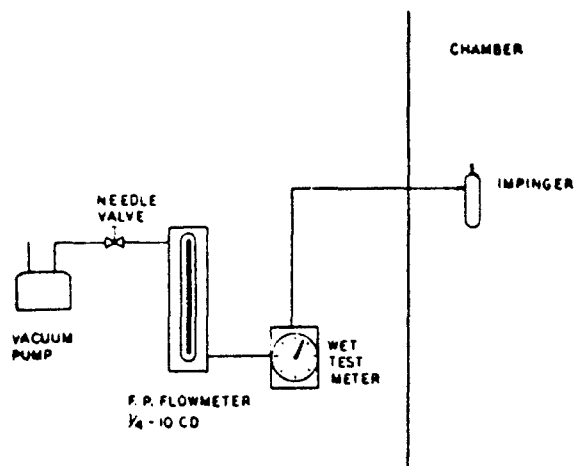 CHAMBER
IMPINGER
NEEDLE
VALVE
VACUUM
PUMP
WET
TEST
METER
F. P. FLOWMETER
1/4 - 10 CD